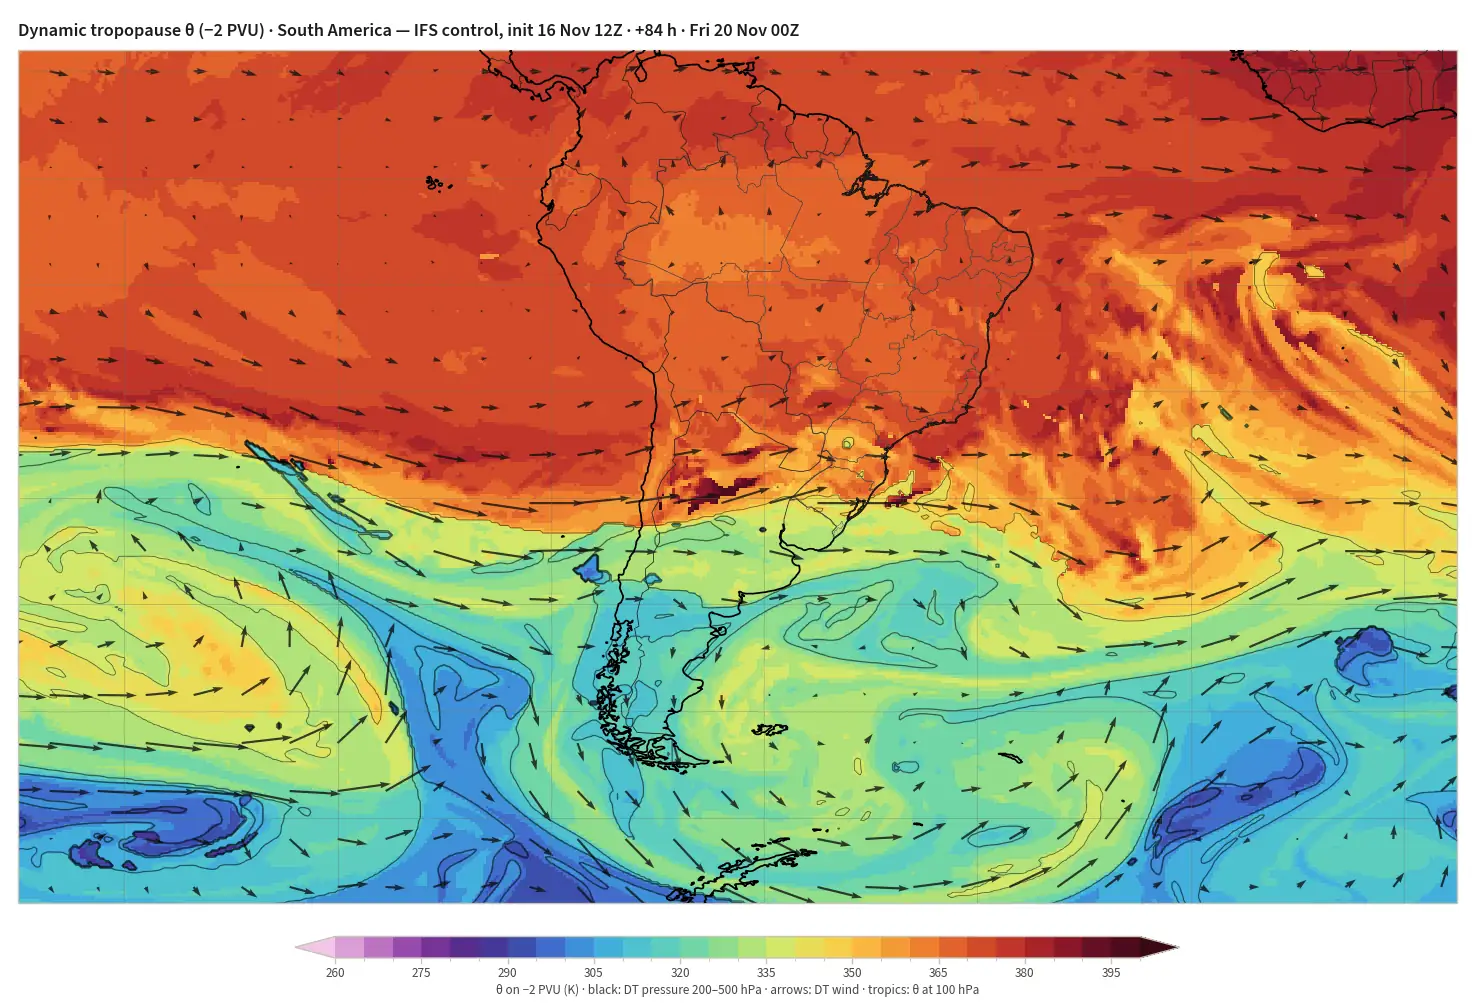 Dynamic tropopause θ (−2 PVU) · South America — IFS control, init 16 Nov 12Z · +84 h · Fri 20 Nov 00Z
260 275 290 305 320 335 350 365 380 395
θ on −2 PVU (K) · black: DT pressure 200–500 hPa · arrows: DT wind · tropics: θ at 100 hPa